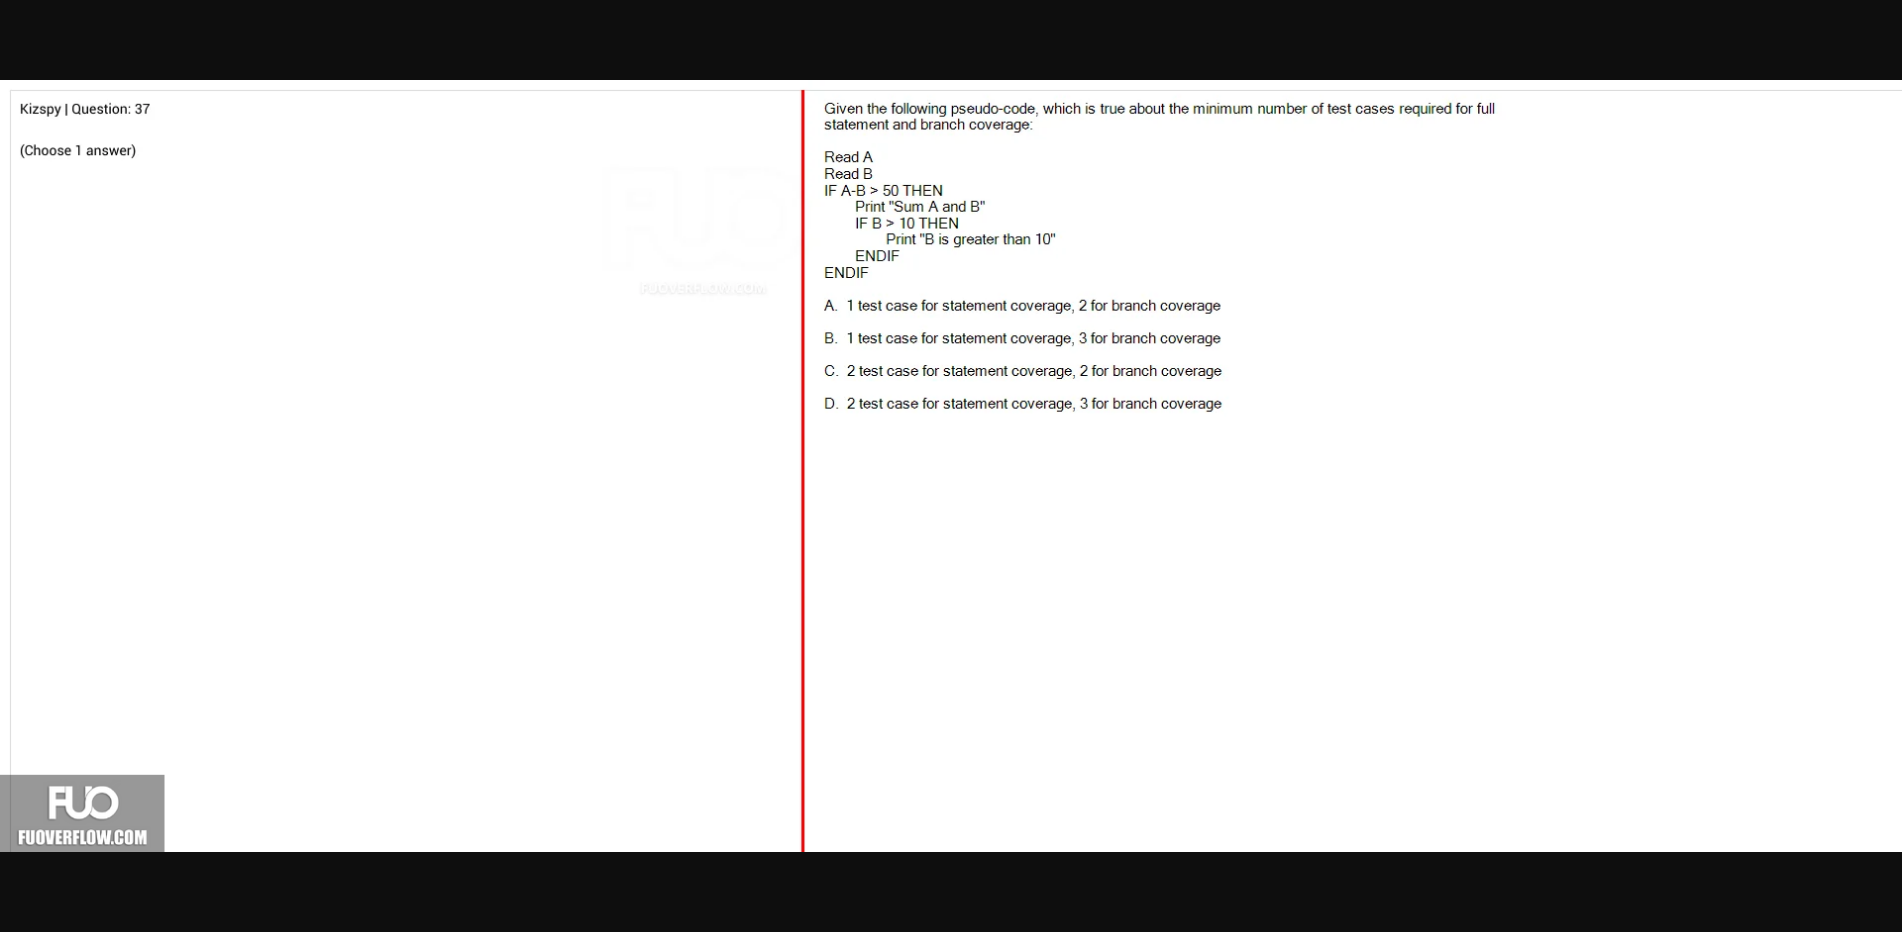 Kizspy | Question: 37
(Choose 1 answer)
FUOVERFLOW.COM
Given the following pseudo-code, which is true about the minimum number of test cases required for full
statement and branch coverage:
Read A
Read B
IF A-B > 50 THEN
Print "Sum A and B"
IF B > 10 THEN
Print "B is greater than 10"
ENDIF
ENDIF
A. 1 test case for statement coverage, 2 for branch coverage
B. 1 test case for statement coverage, 3 for branch coverage
C. 2 test case for statement coverage, 2 for branch coverage
D. 2 test case for statement coverage, 3 for branch coverage
FUO
FUOVERFLOW.COM